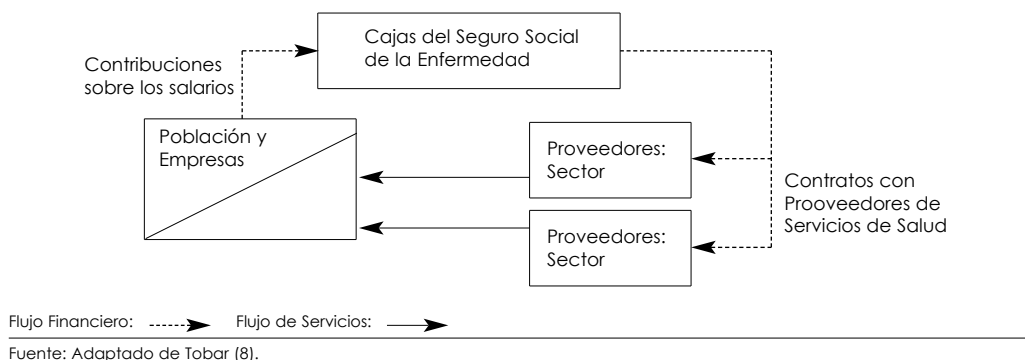 Cajas del Seguro Social
de la Enfermedad
Contribuciones
sobre los salarios
Población y
Empresas
Proveedores:
Sector
Proveedores:
Sector
Contratos con
Prooveedores de
Servicios de Salud
Flujo Financiero:
Flujo de Servicios:
Fuente: Adaptado de Tobar (8).